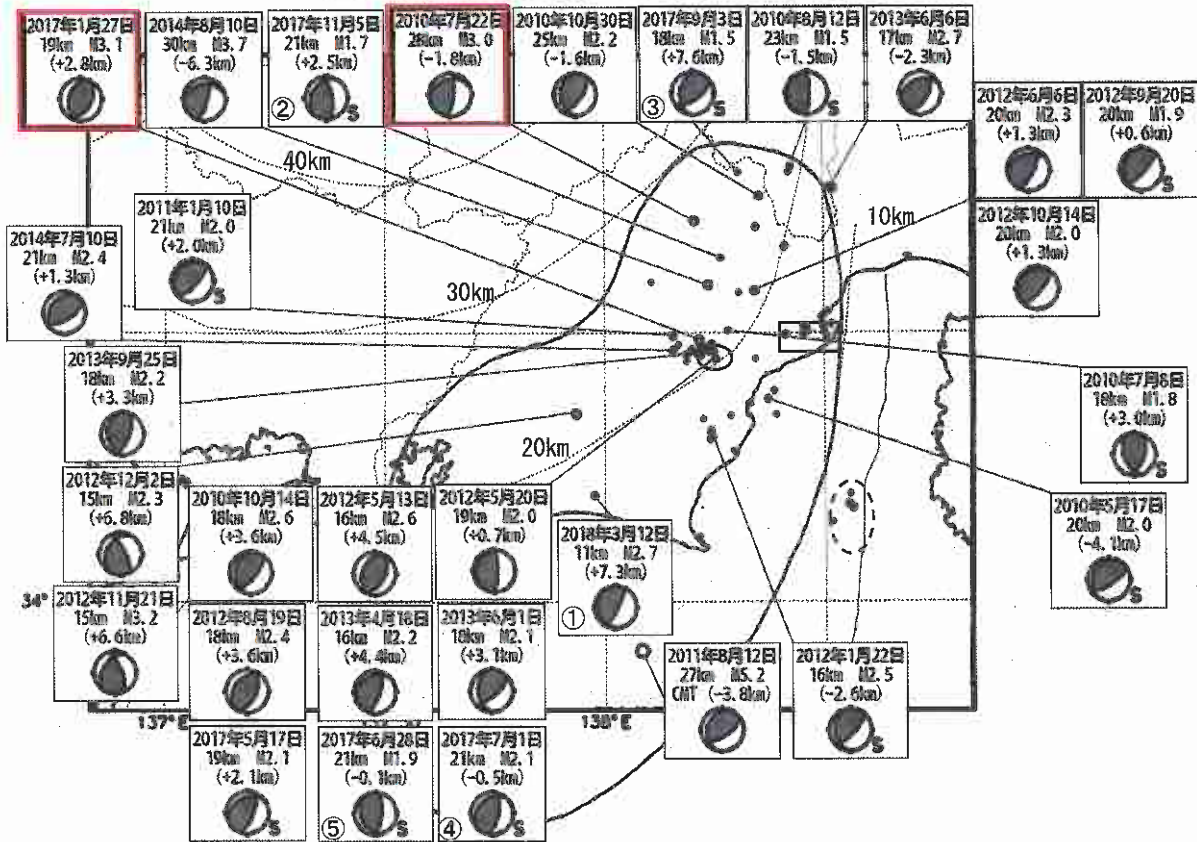 2017年1月27日
19km M3.1
(+2.8km)
2014年8月10日
30km M3.7
(-6.3km)
2017年11月5日
21km M1.7
(+2.5km)
② S
2010年7月22日
28km M3.0
(-1.8km)
2010年10月30日
25km M2.2
(-1.6km)
2017年9月3日
18km M1.5
(+7.6km)
③ S
2010年8月12日
23km M1.5
(-1.5km)
S
2013年6月6日
17km M2.7
(-2.3km)
2012年6月6日
20km M2.3
(+1.3km)
2012年9月20日
20km M1.9
(+0.6km)
S
40km
10km
2011年1月10日
21km M2.0
(+2.0km)
S
2012年10月14日
20km M2.0
(+1.3km)
2014年7月10日
21km M2.4
(+1.3km)
30km
2013年9月25日
18km M2.2
(+3.3km)
2010年7月8日
18km M1.8
(+3.0km)
S
20km
2012年12月2日
15km M2.3
(+6.8km)
2010年10月14日
18km M2.6
(+3.6km)
2012年5月13日
16km M2.6
(+4.5km)
2012年5月20日
19km M2.0
(+0.7km)
2018年3月12日
11km M2.7
(+7.3km)
①
2010年5月17日
20km M2.0
(-4.1km)
S
34°
2012年11月21日
15km M3.2
(+6.6km)
2012年8月19日
18km M2.4
(+3.6km)
2013年4月18日
16km M2.2
(+4.4km)
2013年6月1日
18km M2.1
(+3.1km)
2011年8月12日
27km M5.2
CMT (-3.8km)
2012年1月22日
16km M2.5
(-2.6km)
S
137°E
138°E
2017年5月17日
19km M2.1
(+2.1km)
S
2017年6月28日
21km M1.9
(-0.1km)
⑤ S
2017年7月1日
21km M2.1
(-0.5km)
④ S